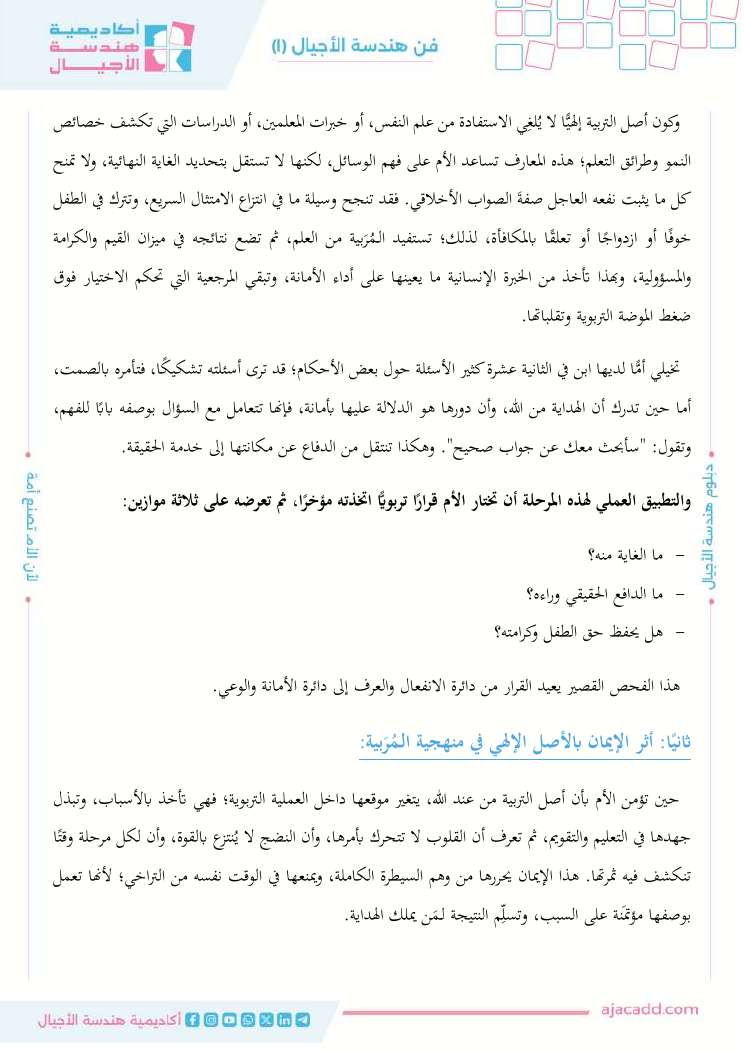 أكاديمية
هندسة
الأجيال
فن هندسة الأجيال (1)
وكون أصل التربية إلهيًّا لا يُلغِي الاستفادة من علم النفس، أو خبرات المعلمين، أو الدراسات التي تكشف خصائص
النمو وطرائق التعلم؛ هذه المعارف تساعد الأم على فهم الوسائل، لكنها لا تستقل بتحديد الغاية النهائية، ولا تمنح
كل ما يثبت نفعه العاجل صفةَ الصواب الأخلاقي. فقد تنجح وسيلة ما في انتزاع الامتثال السريع، وتترك في الطفل
خوفًا أو ازدواجًا أو تعلقًا بالمكافأة، لذلك؛ تستفيد المُرَبية من العلم، ثم تضع نتائجه في ميزان القيم والكرامة
والمسؤولية، وبهذا تأخذ من الخبرة الإنسانية ما يعينها على أداء الأمانة، وتبقي المرجعية التي تحكم الاختيار فوق
ضغط الموضة التربوية وتقلباتها.
تخيلي أمًّا لديها ابن في الثانية عشرة كثير الأسئلة حول بعض الأحكام؛ قد ترى أسئلته تشكيكًا، فتأمره بالصمت،
أما حين تدرك أن الهداية من الله، وأن دورها هو الدلالة عليها بأمانة، فإنها تتعامل مع السؤال بوصفه بابًا للفهم،
وتقول: "سأبحث معك عن جواب صحيح". وهكذا تنتقل من الدفاع عن مكانتها إلى خدمة الحقيقة.
والتطبيق العملي لهذه المرحلة أن تختار الأم قرارًا تربويًّا اتخذته مؤخرًا، ثم تعرضه على ثلاثة موازين:
– ما الغاية منه؟
– ما الدافع الحقيقي وراءه؟
– هل يحفظ حق الطفل وكرامته؟
هذا الفحص القصير يعيد القرار من دائرة الانفعال والعرف إلى دائرة الأمانة والوعي.
ثانيًا: أثر الإيمان بالأصل الإلهي في منهجية المُرَبية:
حين تؤمن الأم بأن أصل التربية من عند الله، يتغير موقعها داخل العملية التربوية؛ فهي تأخذ بالأسباب، وتبذل
جهدها في التعليم والتقويم، ثم تعرف أن القلوب لا تتحرك بأمرها، وأن النضج لا يُنتزع بالقوة، وأن لكل مرحلة وقتًا
تنكشف فيه ثمرتها. هذا الإيمان يحررها من وهم السيطرة الكاملة، ويمنعها في الوقت نفسه من التراخي؛ لأنها تعمل
بوصفها مؤتمَنة على السبب، وتسلِّم النتيجة لمَن يملك الهداية.
دبلوم هندسة الأجيال
لأن الأم تصنع أمة
أكاديمية هندسة الأجيال
ajacadd.com